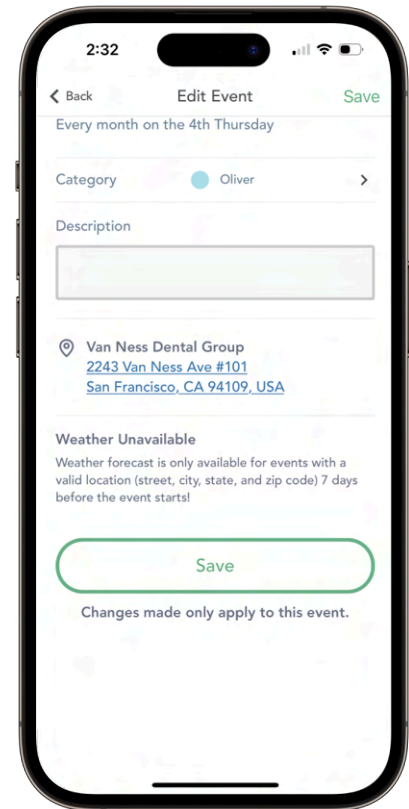 2:32
Back Edit Event Save
Every month on the 4th Thursday
Category Oliver
Description
Van Ness Dental Group
2243 Van Ness Ave #101
San Francisco, CA 94109, USA
Weather Unavailable
Weather forecast is only available for events with a
valid location (street, city, state, and zip code) 7 days
before the event starts!
Save
Changes made only apply to this event.